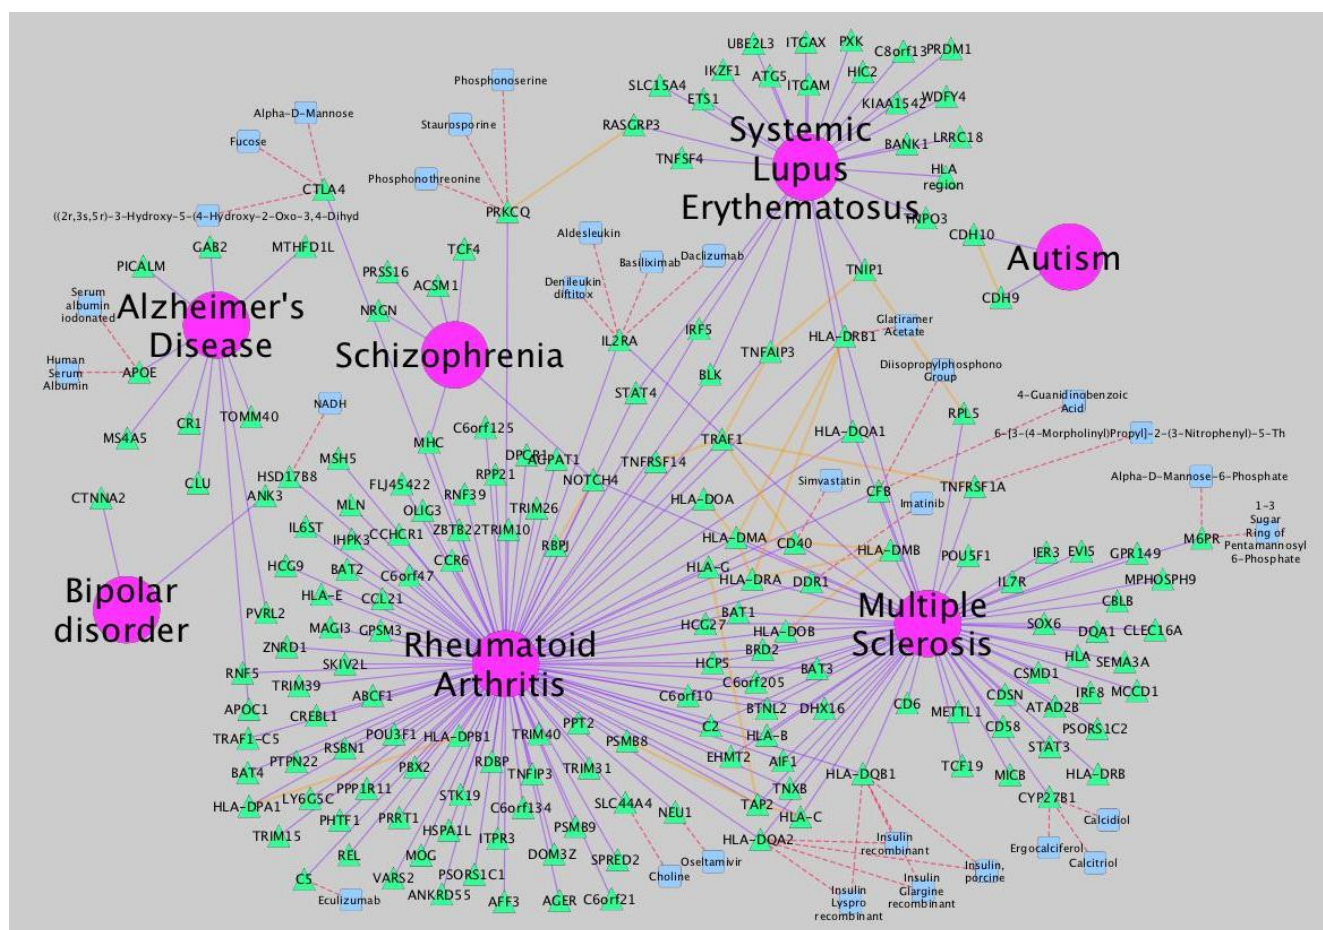 UBE2L3
ITGAX
PXK
C8orf13
PRDM1
IKZF1
ATG5
HIC2
Phosphonoserine
SLC15A4
ITGAM
ETS1
KIAA1542
WDFY4
Alpha-D-Mannose
Staurosporine
RASGRP3
Systemic
Lupus
Erythematosus
Fucose
BANK1
LRRC18
TNFSF4
Phosphonothreonine
HLA
region
CTLA4
((2r,3s,5r)-3-Hydroxy-5-(4-Hydroxy-2-Oxo-3,4-Dihyd
PRKCQ
TNPO3
CDH10
GAB2
MTHFD1L
TCF4
Aldesleukin
Autism
PICALM
PRSS16
ACSM1
Basiliximab
Daclizumab
TNIP1
Serum
albumin
iodonated
Denileukin
diftitox
CDH9
Alzheimer's
Disease
NRGN
Glatiramer
Acetate
IRF5
HLA-DRB1
IL2RA
TNFAIP3
Schizophrenia
Human
Serum
Albumin
APOE
BLK
Diisopropylphosphono
Group
STAT4
4-Guanidinobenzoic
Acid
NADH
CR1
TOMM40
RPL5
MS4A5
C6orf125
MHC
TRAF1
HLA-DQA1
6-[3-(4-Morpholinyl)Propyl]-2-(3-Nitrophenyl)-5-Th
DPCR1
AGPAT1
MSH5
TNFRSF14
HSD17B8
RPP21
NOTCH4
Simvastatin
Alpha-D-Mannose-6-Phosphate
CLU
FLJ45422
CFB
TNFRSF1A
CTNNA2
ANK3
RNF39
HLA-DOA
Imatinib
MLN
OLIG3
TRIM26
1-3
Sugar
Ring of
Pentamannosyl
6-Phosphate
IL6ST
IHPK3
CCHCR1
ZBTB22
TRIM10
RBPJ
HLA-DMA
CD40
HLA-DMB
M6PR
POU5F1
IER3
EVI5
GPR149
CCR6
HCG9
BAT2
C6orf47
HLA-G
HLA-DRA
DDR1
IL7R
MPHOSPH9
Bipolar
disorder
HLA-E
CCL21
CBLB
PVRL2
BAT1
Multiple
Sclerosis
MAGI3
GPSM3
HCG27
HLA-DOB
SOX6
DQA1
CLEC16A
ZNRD1
Rheumatoid
Arthritis
BRD2
SKIV2L
HCP5
BAT3
HLA
SEMA3A
RNF5
CSMD1
TRIM39
ABCF1
C6orf205
C6orf10
CDSN
IRF8
MCCD1
APOC1
CREBL1
BTNL2
DHX16
CD6
METTL1
ATAD2B
TRAF1-C5
RSBN1
POU3F1
HLA-DPB1
TRIM40
PPT2
PSMB8
C2
HLA-B
CD58
PSORS1C2
STAT3
PTPN22
BAT4
PBX2
RDBP
TNFIP3
TRIM31
EHMT2
AIF1
HLA-DQB1
TCF19
MICB
HLA-DRB
HLA-DPA1
LY6G5C
PPP1R11
STK19
C6orf134
SLC44A4
NEU1
TNXB
TAP2
HLA-C
CYP27B1
Calcidiol
TRIM15
PHTF1
PRRT1
HSPA1L
ITPR3
PSMB9
HLA-DQA2
Insulin
recombinant
Ergocalciferol
Calcitriol
REL
MOG
DOM3Z
SPRED2
Oseltamivir
Choline
Insulin,
porcine
C5
VARS2
PSORS1C1
Eculizumab
ANKRD55
AFF3
AGER
C6orf21
Insulin
Lyspro
recombinant
Insulin
Glargine
recombinant